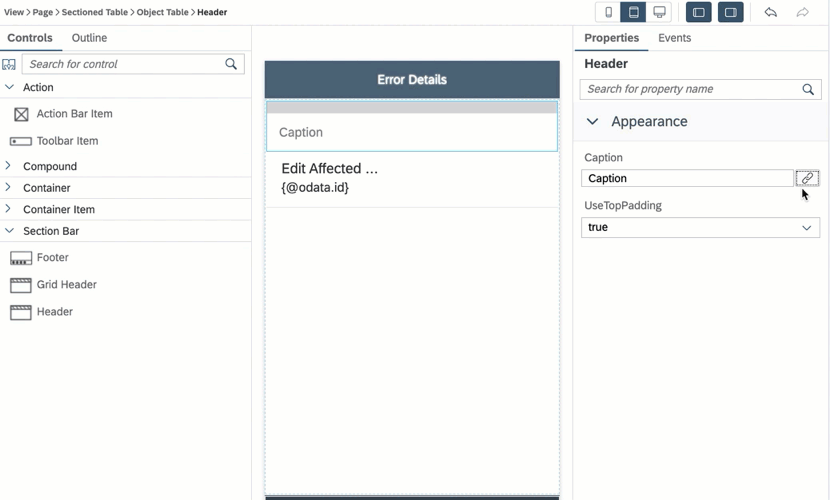 View > Page > Sectioned Table > Object Table > Header
Controls
Outline
Search for control
Action
Action Bar Item
Toolbar Item
Compound
Container
Container Item
Section Bar
Footer
Grid Header
Header
Error Details
Caption
Edit Affected ...
{@odata.id}
Properties
Events
Header
Search for property name
Appearance
Caption
Caption
UseTopPadding
true